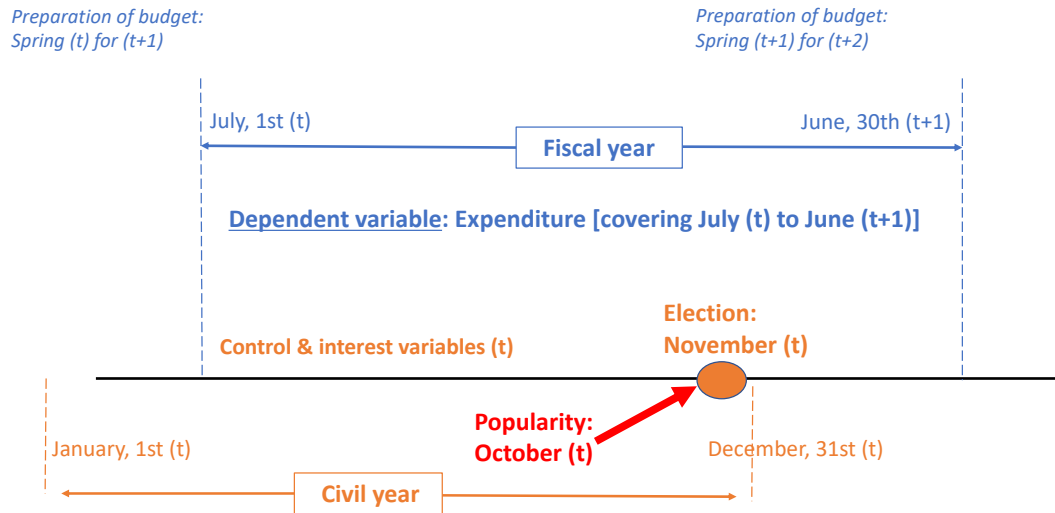 Preparation of budget:
Spring (t) for (t+1)
Preparation of budget:
Spring (t+1) for (t+2)
July, 1st (t)
June, 30th (t+1)
Fiscal year
Dependent variable: Expenditure [covering July (t) to June (t+1)]
Election:
November (t)
Control & interest variables (t)
Popularity:
October (t)
January, 1st (t)
December, 31st (t)
Civil year